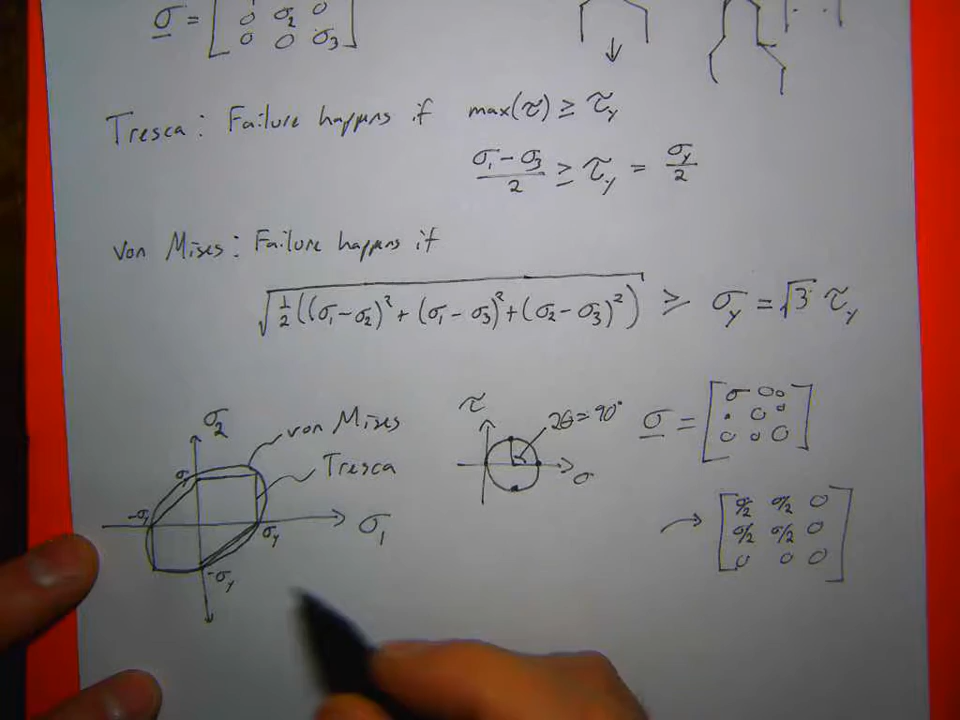 σ = [ 0 σ₂ 0
0 0 σ₃ ]
Tresca: Failure happens if max(τ) ≥ τy
(σ₁ − σ₃)/2 ≥ τy = σy/2
von Mises: Failure happens if
√(½((σ₁−σ₂)² + (σ₁−σ₃)² + (σ₂−σ₃)²)) ≥ σy = √3 τy
σ₂
von Mises
Tresca
σy
−σy
σy
−σy
σ₁
τ
2θ = 90°
σ
σ = [ σ 0 0
· 0 0
0 0 0 ]
→ [ σ/2 σ/2 0
σ/2 σ/2 0
0 0 0 ]